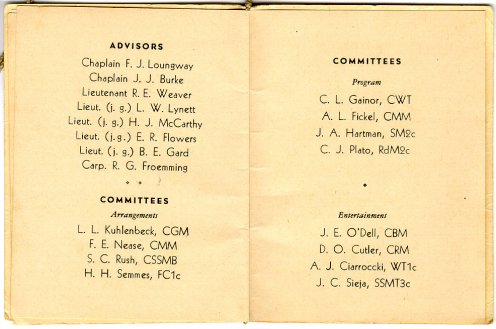 ADVISORS
Chaplain F. J. Loungway
Chaplain J. J. Burke
Lieutenant R. E. Weaver
Lieut. (j. g.) L. W. Lynett
Lieut. (j. g.) H. J. McCarthy
Lieut. (j. g.) E. R. Flowers
Lieut. (j. g.) B. E. Gard
Carp. R. G. Froemming
COMMITTEES
Arrangements
L. L. Kuhlenbeck, CGM
F. E. Nease, CMM
S. C. Rush, CSSMB
H. H. Semmes, FC1c
COMMITTEES
Program
C. L. Gainor, CWT
A. L. Fickel, CMM
J. A. Hartman, SM2c
C. J. Plato, RdM2c
Entertainment
J. E. O'Dell, CBM
D. O. Cutler, CRM
A. J. Ciarroccki, WT1c
J. C. Sieja, SSMT3c